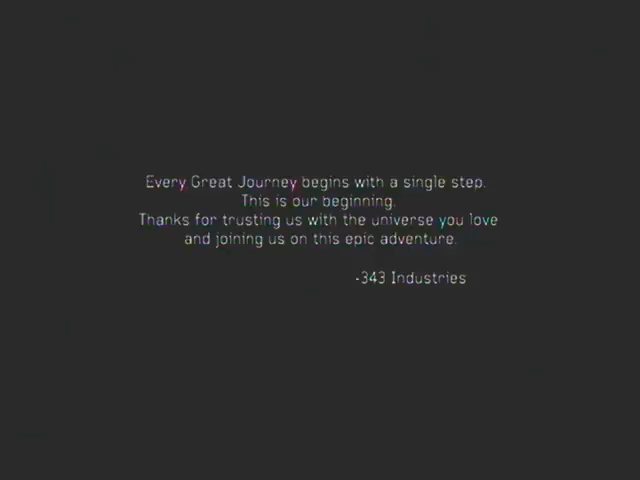 Every Great Journey begins with a single step.
This is our beginning.
Thanks for trusting us with the universe you love
and joining us on this epic adventure.
-343 Industries